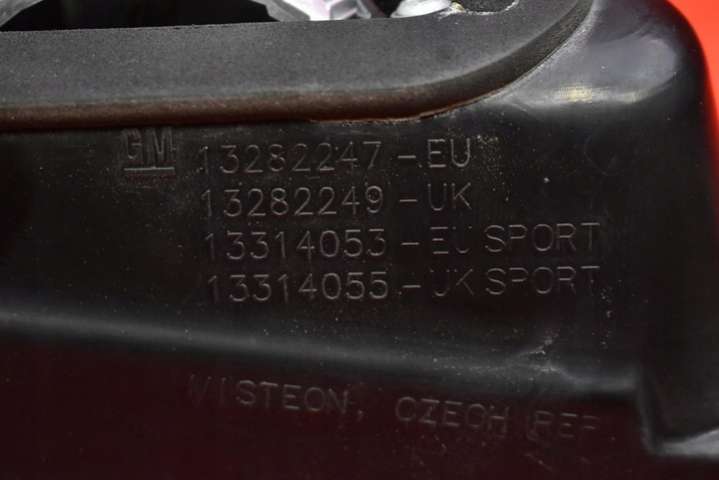 GM 13282247 - EU
13282249 - UK
13314053 - EU SPORT
13314055 - UK SPORT
VISTEON, CZECH REP